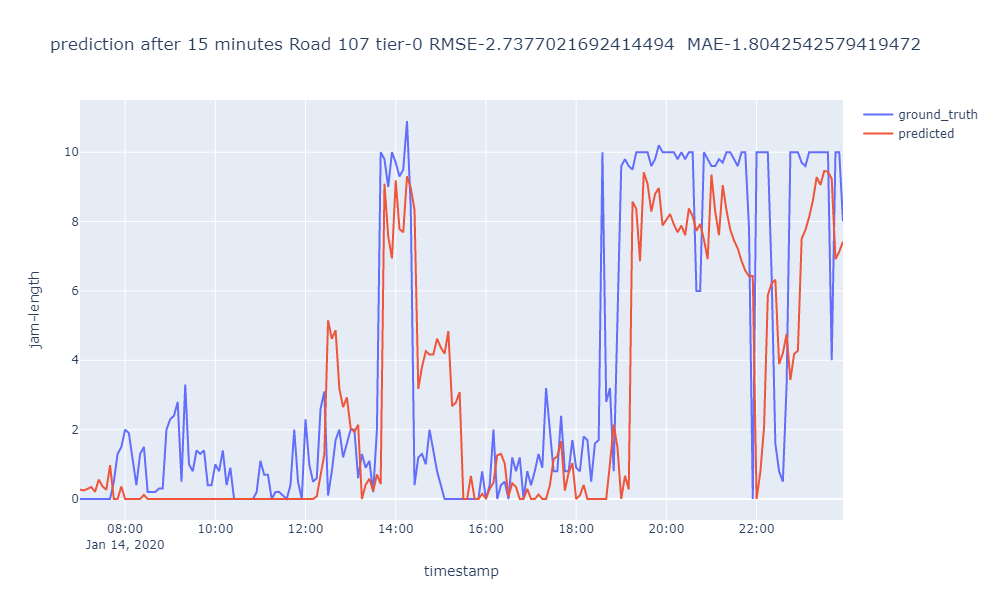 prediction after 15 minutes Road 107 tier-0 RMSE-2.7377021692414494  MAE-1.8042542579419472
ground_truth
predicted
10
8
6
4
2
0
jam-length
08:00
10:00
12:00
14:00
16:00
18:00
20:00
22:00
Jan 14, 2020
timestamp